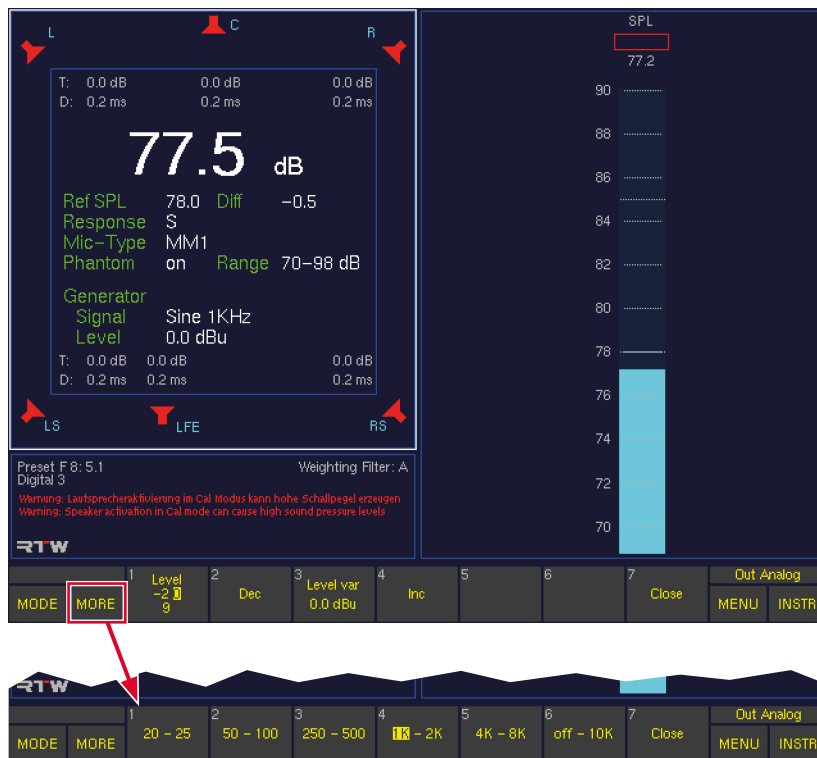 L C R
T: 0.0 dB 0.0 dB 0.0 dB
D: 0.2 ms 0.2 ms 0.2 ms
77.5 dB
Ref SPL 78.0 Diff −0.5
Response S
Mic−Type MM1
Phantom on Range 70−98 dB
Generator
Signal Sine 1KHz
Level 0.0 dBu
T: 0.0 dB 0.0 dB 0.0 dB
D: 0.2 ms 0.2 ms 0.2 ms
LS LFE RS
Preset F 8: 5.1 Weighting Filter: A
Digital 3
Warnung: Lautsprecheraktivierung im Cal Modus kann hohe Schallpegel erzeugen
Warning: Speaker activation in Cal mode can cause high sound pressure levels
RTW
SPL
77.2
90
88
86
84
82
80
78
76
74
72
70
MODE MORE
1 Level
−2 0
9
2 Dec
3 Level var
0.0 dBu
4 Inc
5
6
7 Close
Out Analog
MENU INSTR
RTW
MODE MORE
1 20 − 25
2 50 − 100
3 250 − 500
4 1K − 2K
5 4K − 8K
6 off − 10K
7 Close
Out Analog
MENU INSTR